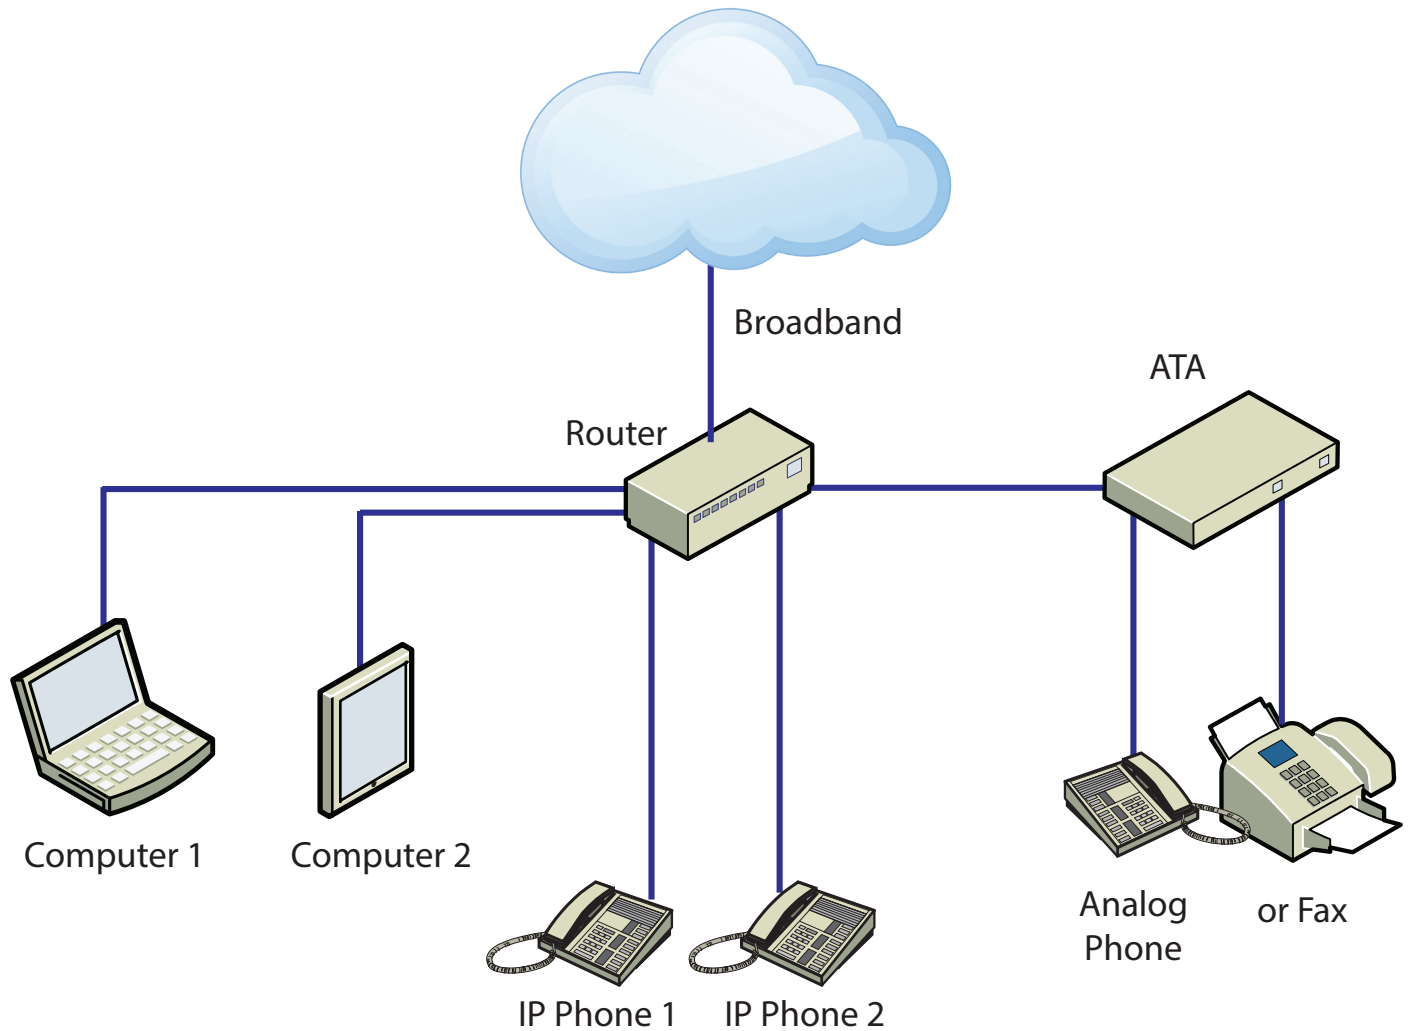 Broadband
ATA
Router
Computer 1
Computer 2
Analog
Phone
or Fax
IP Phone 1
IP Phone 2